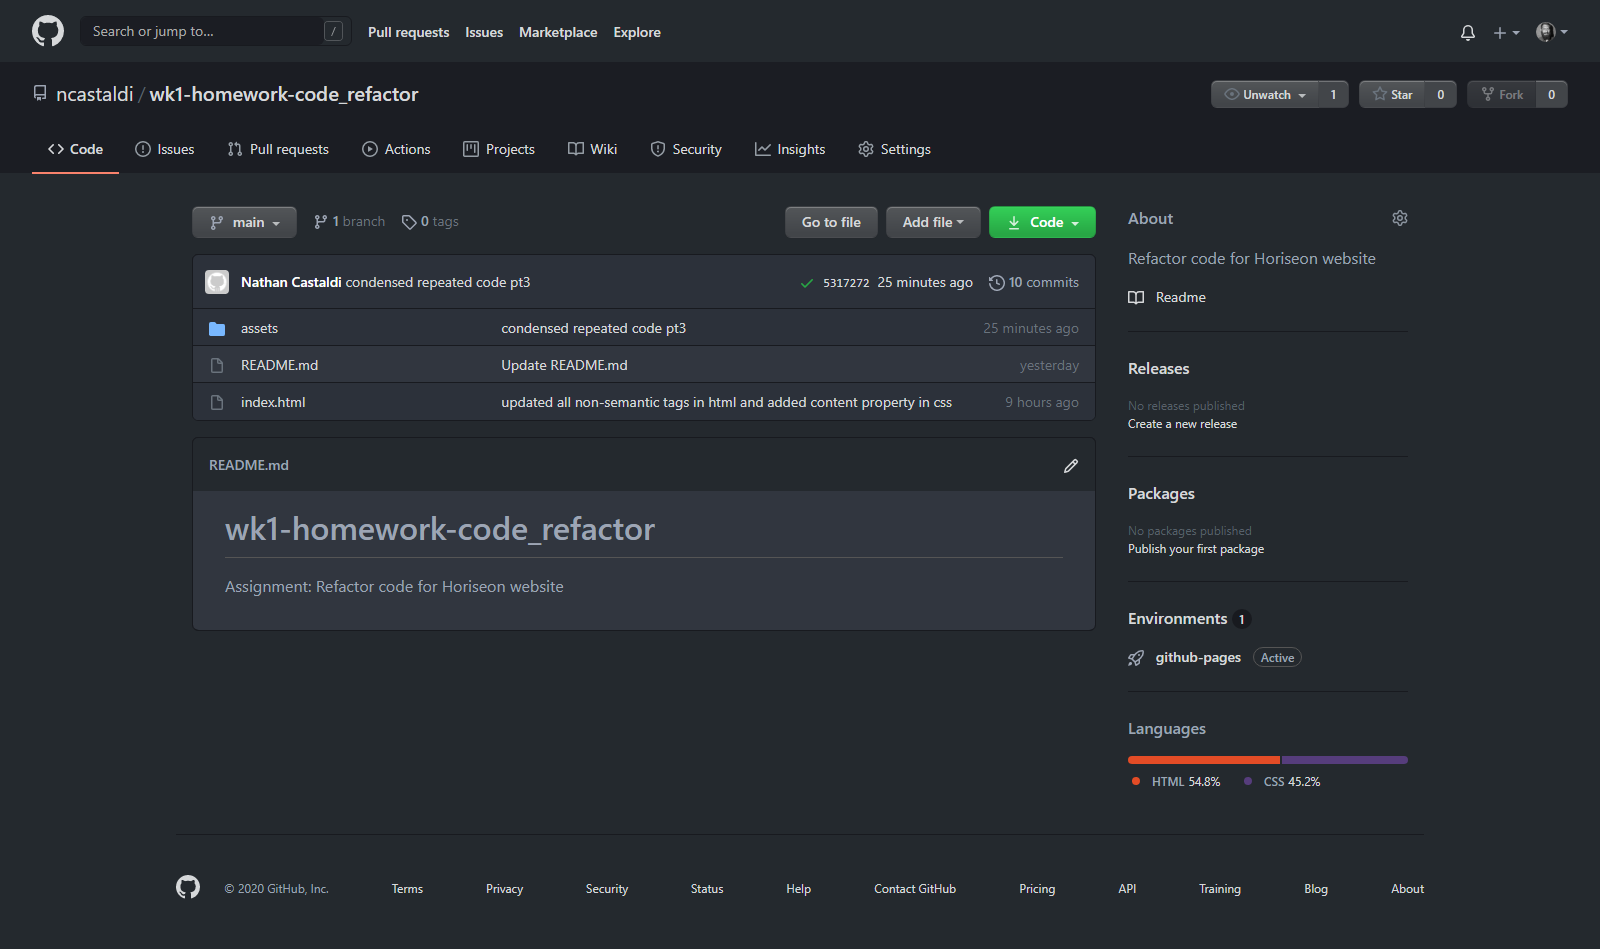 Search or jump to... /
Pull requests Issues Marketplace Explore
ncastaldi / wk1-homework-code_refactor
Unwatch 1 Star 0 Fork 0
Code Issues Pull requests Actions Projects Wiki Security Insights Settings
main 1 branch 0 tags Go to file Add file Code
Nathan Castaldi condensed repeated code pt3 5317272 25 minutes ago 10 commits
assets condensed repeated code pt3 25 minutes ago
README.md Update README.md yesterday
index.html updated all non-semantic tags in html and added content property in css 9 hours ago
README.md
wk1-homework-code_refactor
Assignment: Refactor code for Horiseon website
About
Refactor code for Horiseon website
Readme
Releases
No releases published
Create a new release
Packages
No packages published
Publish your first package
Environments 1
github-pages Active
Languages
HTML 54.8% CSS 45.2%
© 2020 GitHub, Inc. Terms Privacy Security Status Help Contact GitHub Pricing API Training Blog About